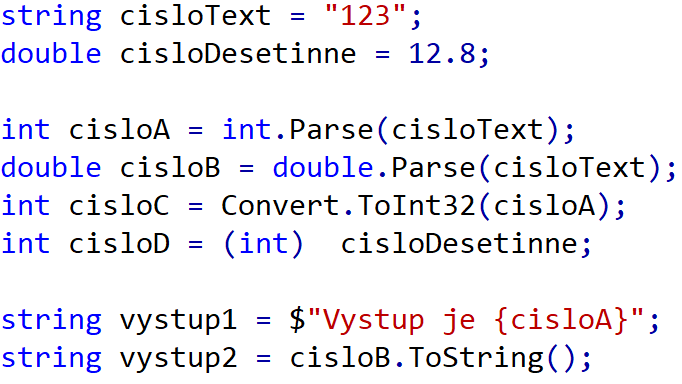 string cisloText = "123";
double cisloDesetinne = 12.8;
int cisloA = int.Parse(cisloText);
double cisloB = double.Parse(cisloText);
int cisloC = Convert.ToInt32(cisloA);
int cisloD = (int)  cisloDesetinne;
string vystup1 = $"Vystup je {cisloA}";
string vystup2 = cisloB.ToString();